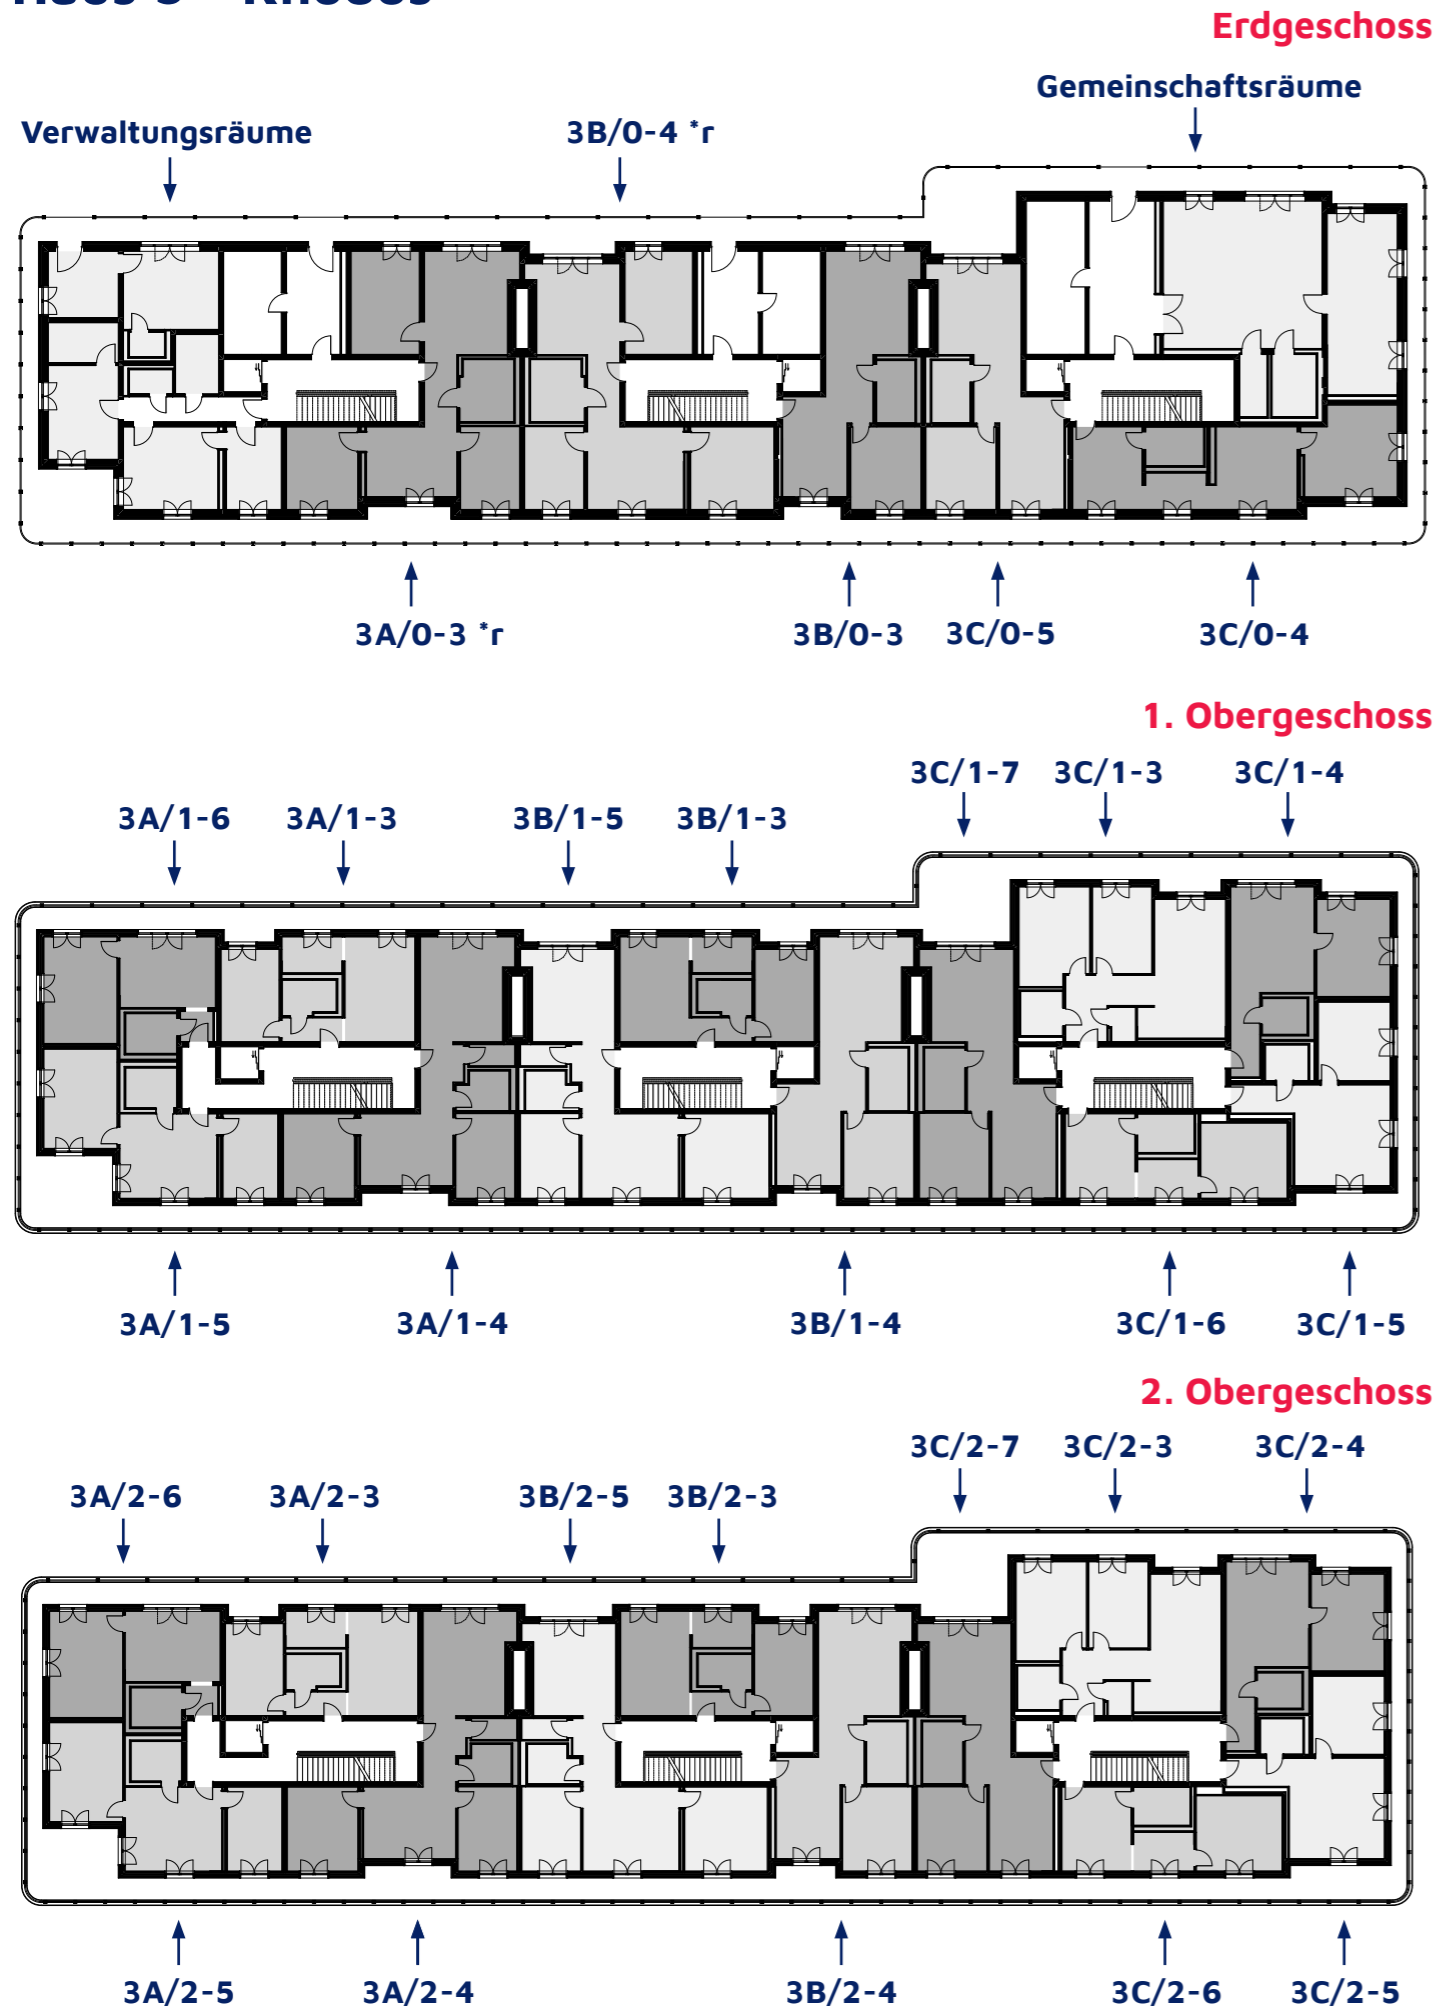 Erdgeschoss
Gemeinschaftsräume
Verwaltungsräume
3B/0-4 *r
3A/0-3 *r
3B/0-3
3C/0-5
3C/0-4
1. Obergeschoss
3C/1-7
3C/1-3
3C/1-4
3A/1-6
3A/1-3
3B/1-5
3B/1-3
3A/1-5
3A/1-4
3B/1-4
3C/1-6
3C/1-5
2. Obergeschoss
3C/2-7
3C/2-3
3C/2-4
3A/2-6
3A/2-3
3B/2-5
3B/2-3
3A/2-5
3A/2-4
3B/2-4
3C/2-6
3C/2-5